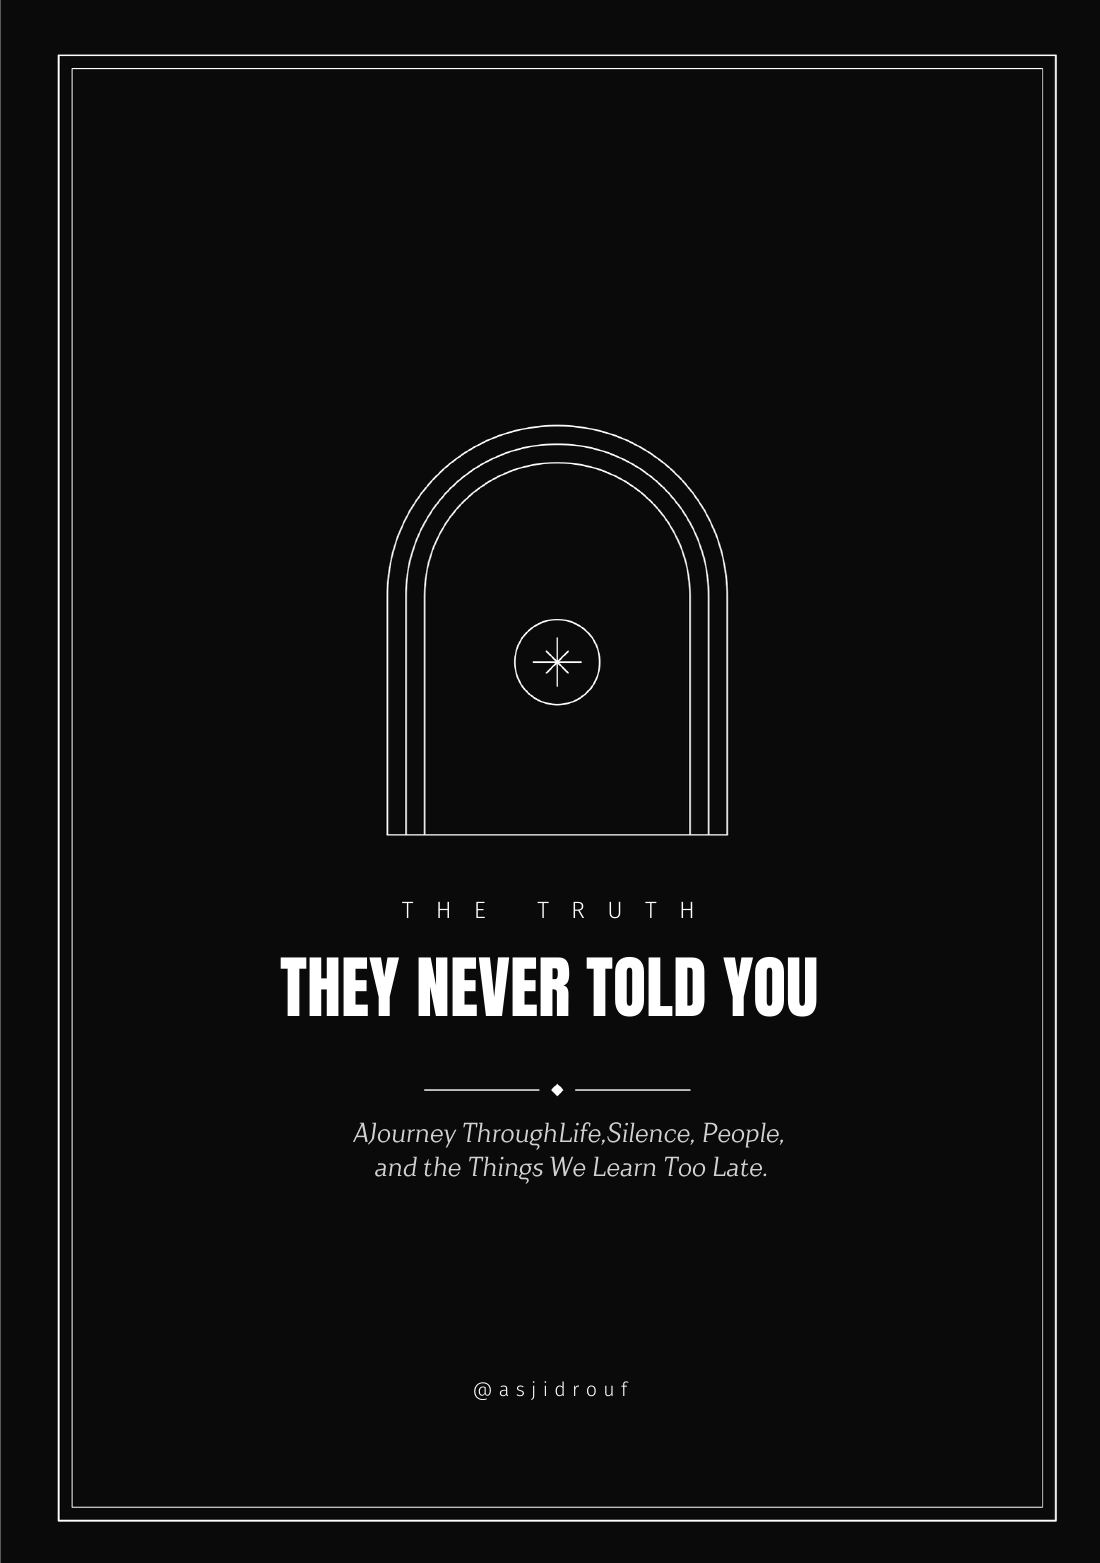 THE TRUTH
THEY NEVER TOLD YOU
AJourney ThroughLife,Silence, People,
and the Things We Learn Too Late.
@asjidrouf